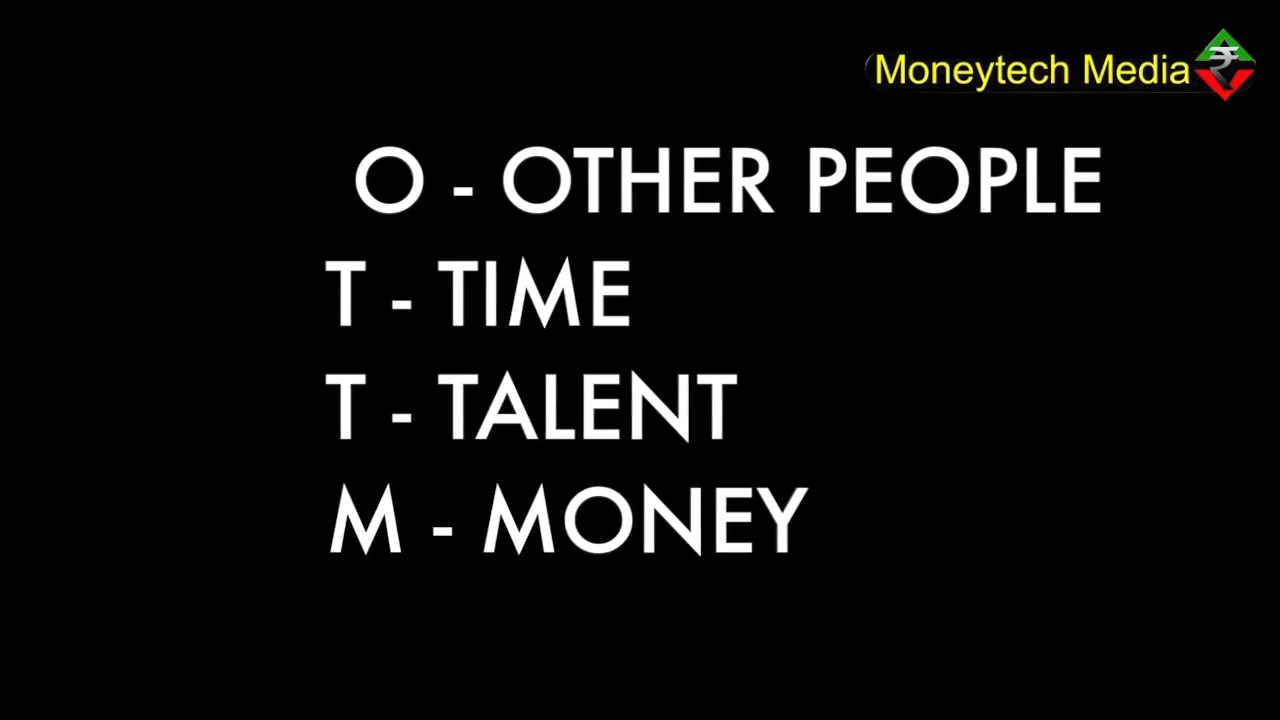 Moneytech Media
O - OTHER PEOPLE
T - TIME
T - TALENT
M - MONEY